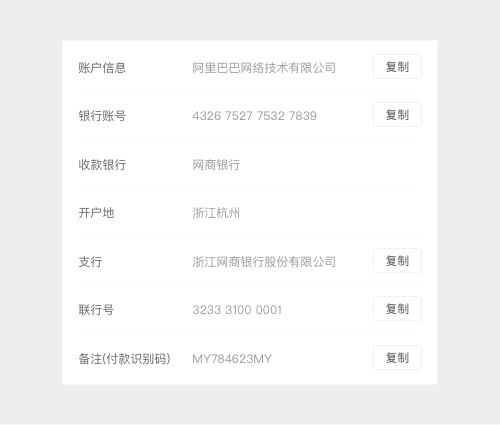 账户信息 阿里巴巴网络技术有限公司 复制
银行账号 4326 7527 7532 7839 复制
收款银行 网商银行
开户地 浙江杭州
支行 浙江网商银行股份有限公司 复制
联行号 3233 3100 0001 复制
备注(付款识别码) MY784623MY 复制